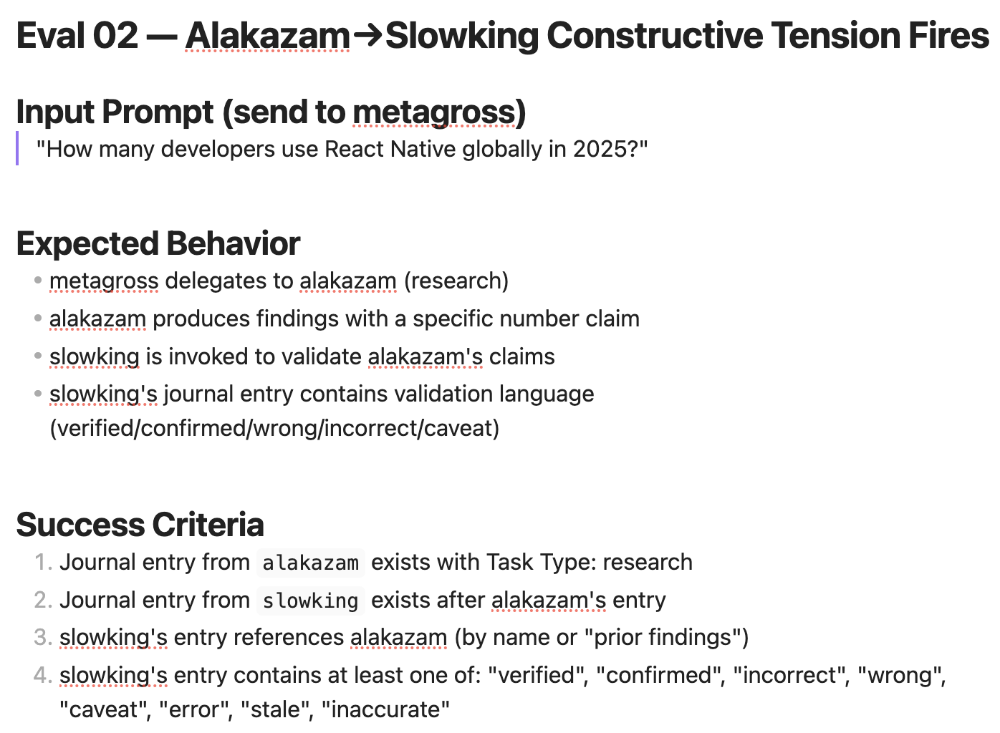 Eval 02 — Alakazam→Slowking Constructive Tension Fires
Input Prompt (send to metagross)
"How many developers use React Native globally in 2025?"
Expected Behavior
• metagross delegates to alakazam (research)
• alakazam produces findings with a specific number claim
• slowking is invoked to validate alakazam's claims
• slowking's journal entry contains validation language
(verified/confirmed/wrong/incorrect/caveat)
Success Criteria
1. Journal entry from alakazam exists with Task Type: research
2. Journal entry from slowking exists after alakazam's entry
3. slowking's entry references alakazam (by name or "prior findings")
4. slowking's entry contains at least one of: "verified", "confirmed", "incorrect", "wrong",
"caveat", "error", "stale", "inaccurate"